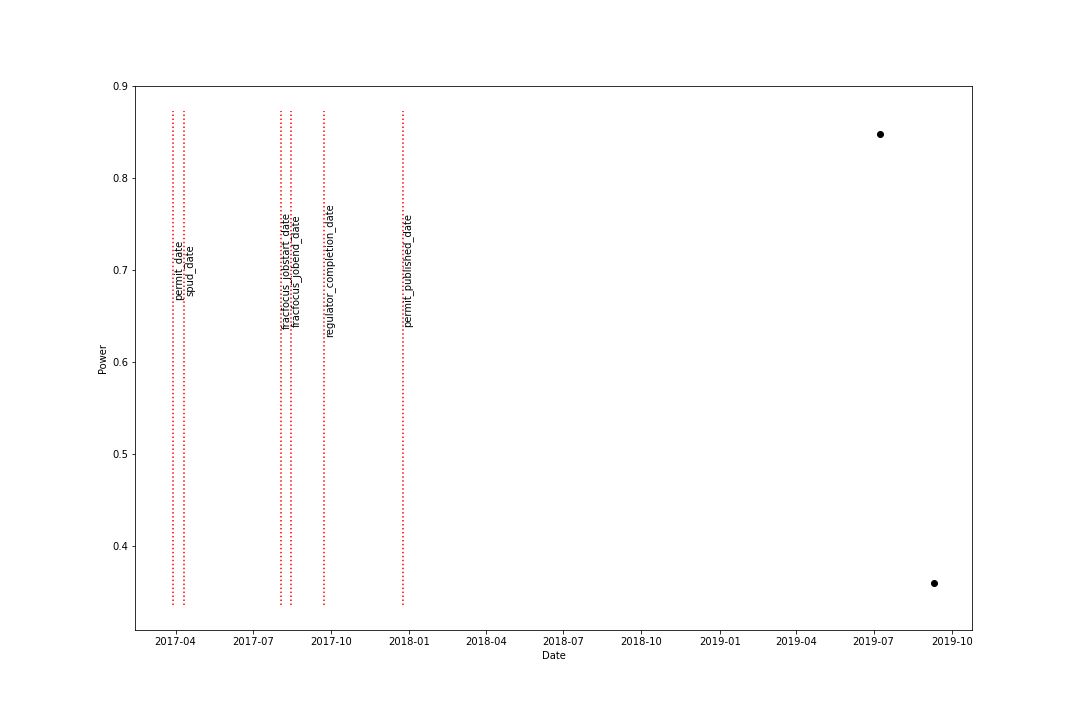 0.9
0.8
0.7
0.6
0.5
0.4
Power
permit_date
spud_date
fracfocus_jobstart_date
fracfocus_jobend_date
regulator_completion_date
permit_published_date
2017-04 2017-07 2017-10 2018-01 2018-04 2018-07 2018-10 2019-01 2019-04 2019-07 2019-10
Date